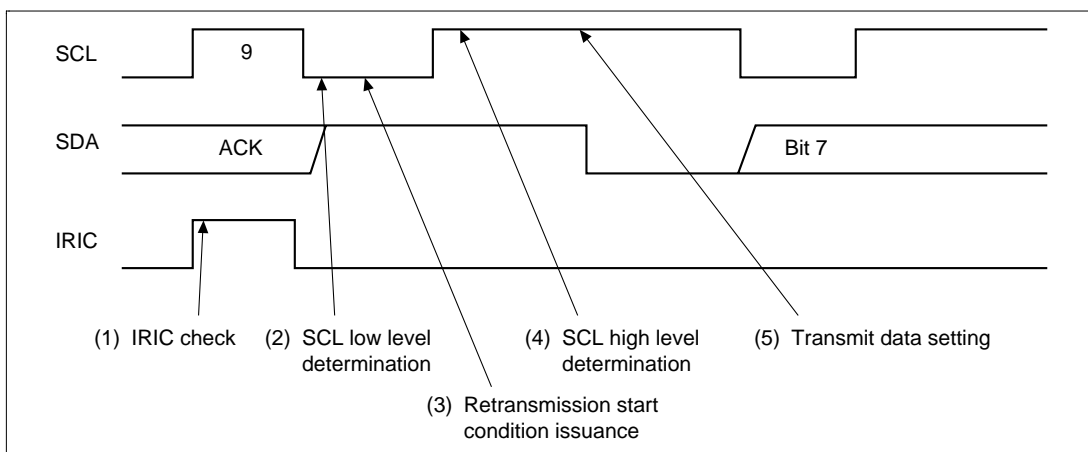 SCL
9
SDA
ACK
Bit 7
IRIC
(1) IRIC check
(2) SCL low level
determination
(4) SCL high level
determination
(5) Transmit data setting
(3) Retransmission start
condition issuance